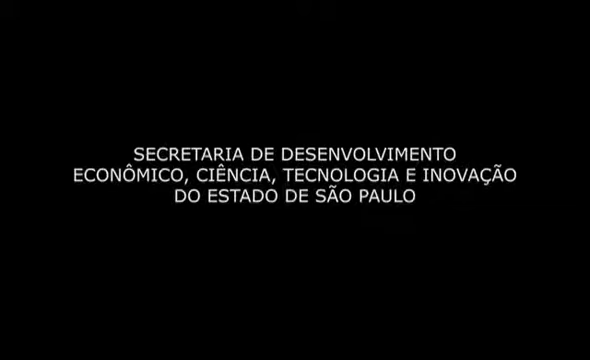 SECRETARIA DE DESENVOLVIMENTO
ECONÔMICO, CIÊNCIA, TECNOLOGIA E INOVAÇÃO
DO ESTADO DE SÃO PAULO